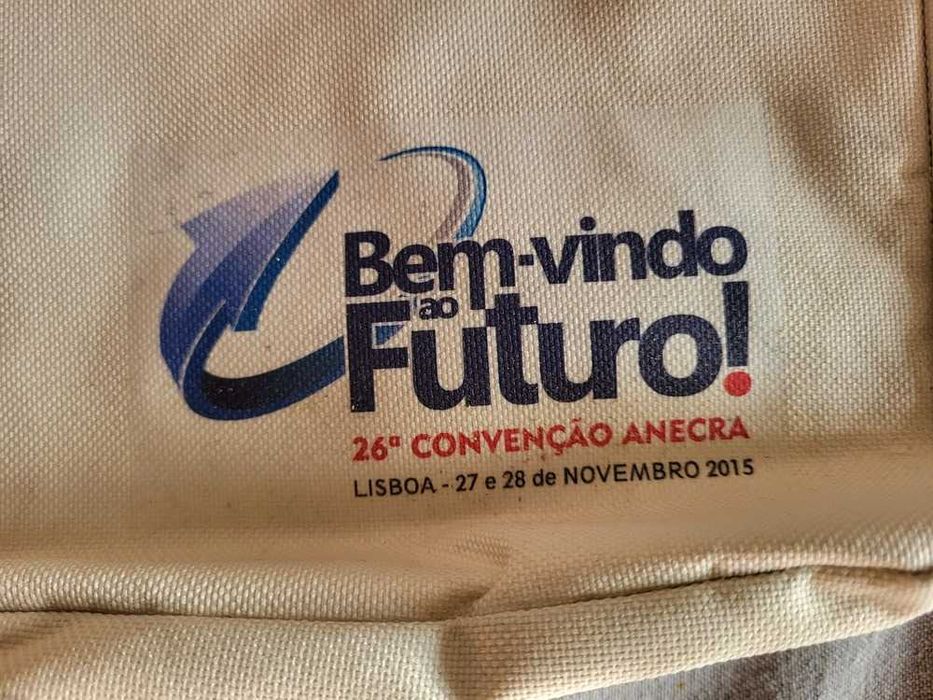 Bem-vindo
ao
Futuro!
26ª CONVENÇÃO ANECRA
LISBOA - 27 e 28 de NOVEMBRO 2015